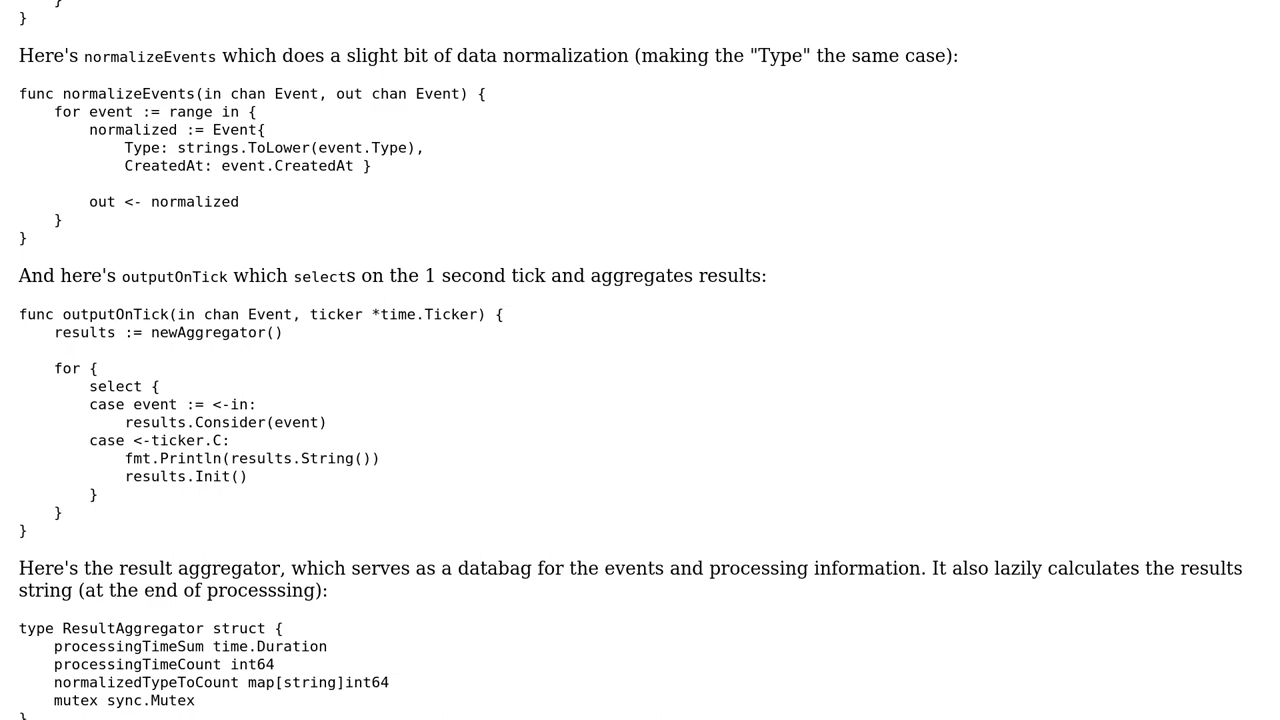 }
}
Here's normalizeEvents which does a slight bit of data normalization (making the "Type" the same case):
func normalizeEvents(in chan Event, out chan Event) {
    for event := range in {
        normalized := Event{
            Type: strings.ToLower(event.Type),
            CreatedAt: event.CreatedAt }
        out <- normalized
    }
}
And here's outputOnTick which selects on the 1 second tick and aggregates results:
func outputOnTick(in chan Event, ticker *time.Ticker) {
    results := newAggregator()
    for {
        select {
        case event := <-in:
            results.Consider(event)
        case <-ticker.C:
            fmt.Println(results.String())
            results.Init()
        }
    }
}
Here's the result aggregator, which serves as a databag for the events and processing information. It also lazily calculates the results
string (at the end of processsing):
type ResultAggregator struct {
    processingTimeSum time.Duration
    processingTimeCount int64
    normalizedTypeToCount map[string]int64
    mutex sync.Mutex
}